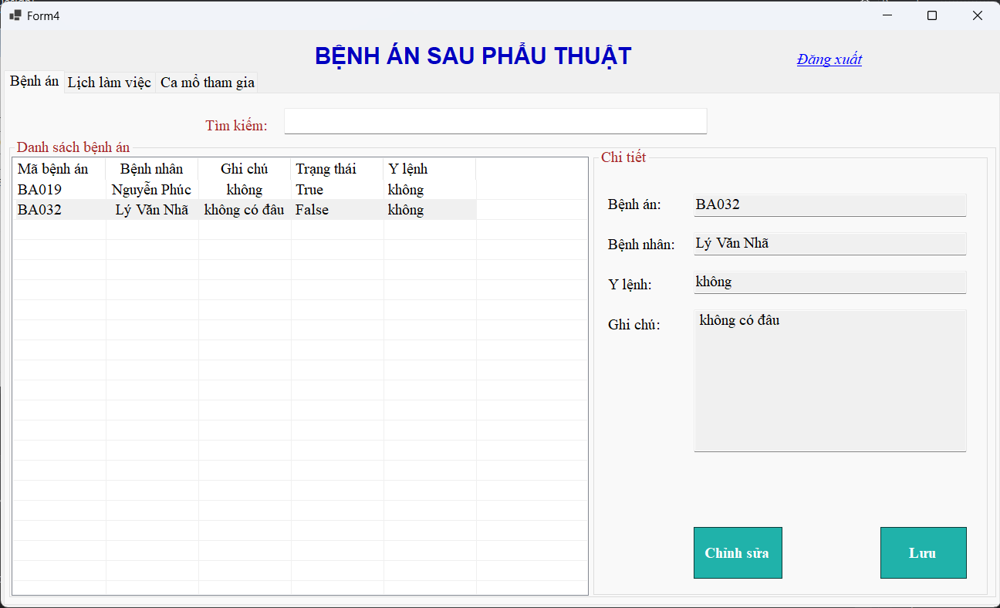 Form4
BỆNH ÁN SAU PHẨU THUẬT
Đăng xuất
Bệnh án Lịch làm việc Ca mổ tham gia
Tìm kiếm:
Danh sách bệnh án
Mã bệnh án Bệnh nhân Ghi chú Trạng thái Y lệnh
BA019 Nguyễn Phúc không True không
BA032 Lý Văn Nhã không có đâu False không
Chi tiết
Bệnh án: BA032
Bệnh nhân: Lý Văn Nhã
Y lệnh: không
Ghi chú: không có đâu
Chỉnh sửa Lưu